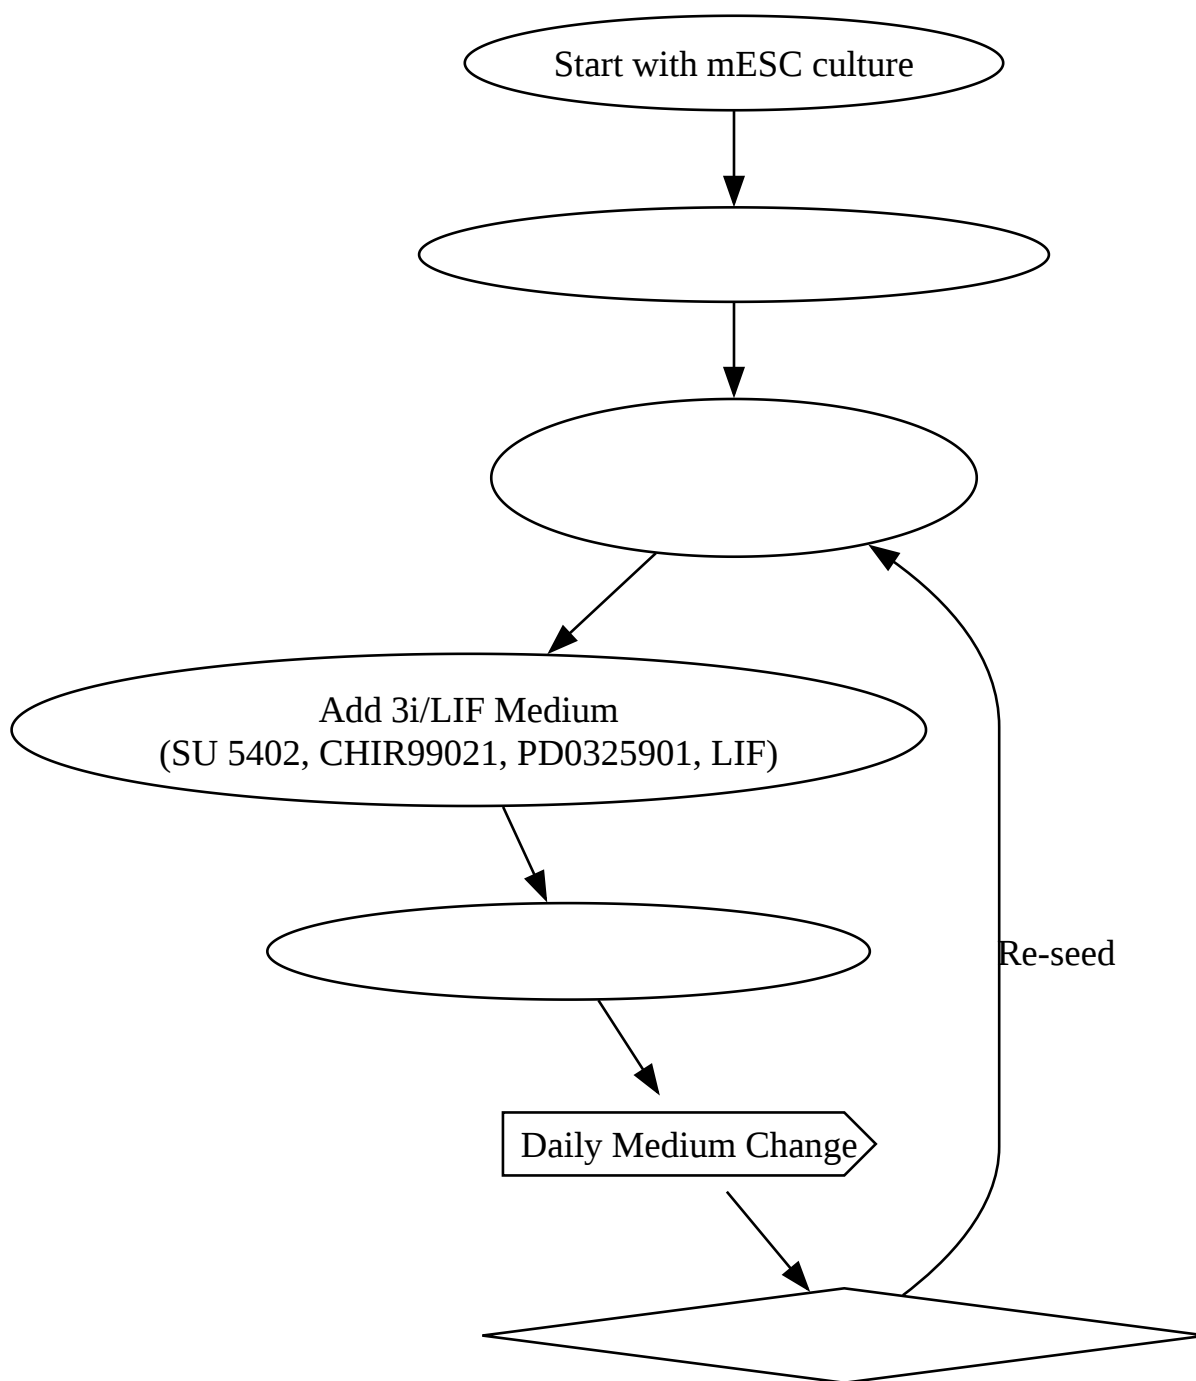 Start with mESC culture
Add 3i/LIF Medium
(SU 5402, CHIR99021, PD0325901, LIF)
Re-seed
Daily Medium Change